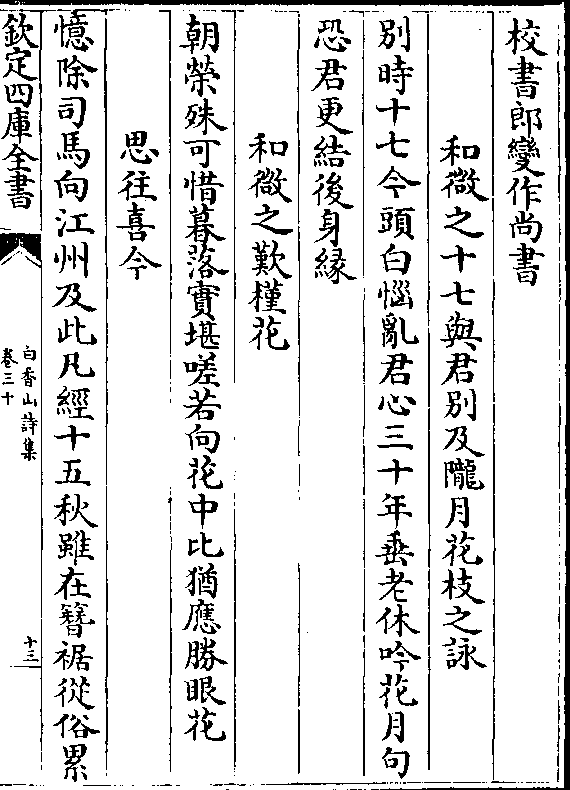 校書郎變作尚書
和微之十七與君別及隴月花枝之詠
別時十七今頭白惱亂君心三十年垂老休吟花月句
恐君更結後身縁
和微之歎槿花
朝榮殊可惜暮落實堪嗟若向花中比猶應勝眼花
思往喜今
憶除司馬向江州及此凡經十五秋雖在簪裾從俗累
欽定四庫全書
白香山詩集
卷三十
十三